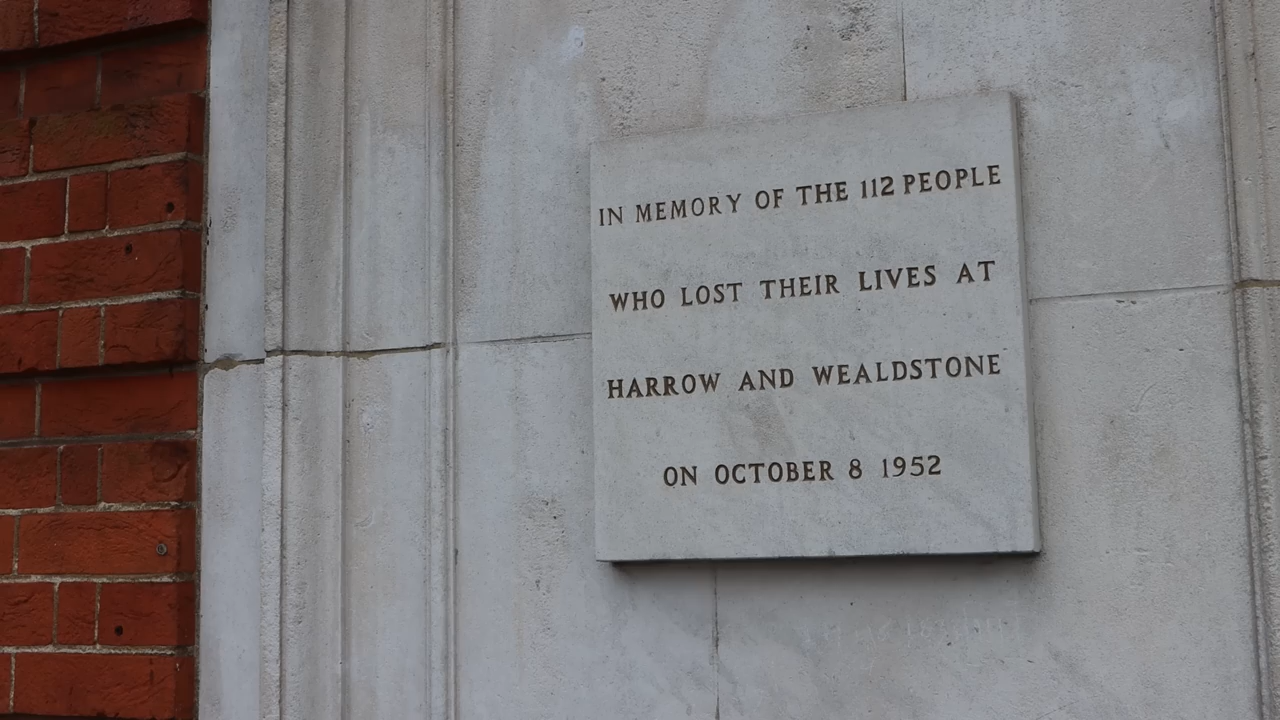 IN MEMORY OF THE 112 PEOPLE
WHO LOST THEIR LIVES AT
HARROW AND WEALDSTONE
ON OCTOBER 8 1952